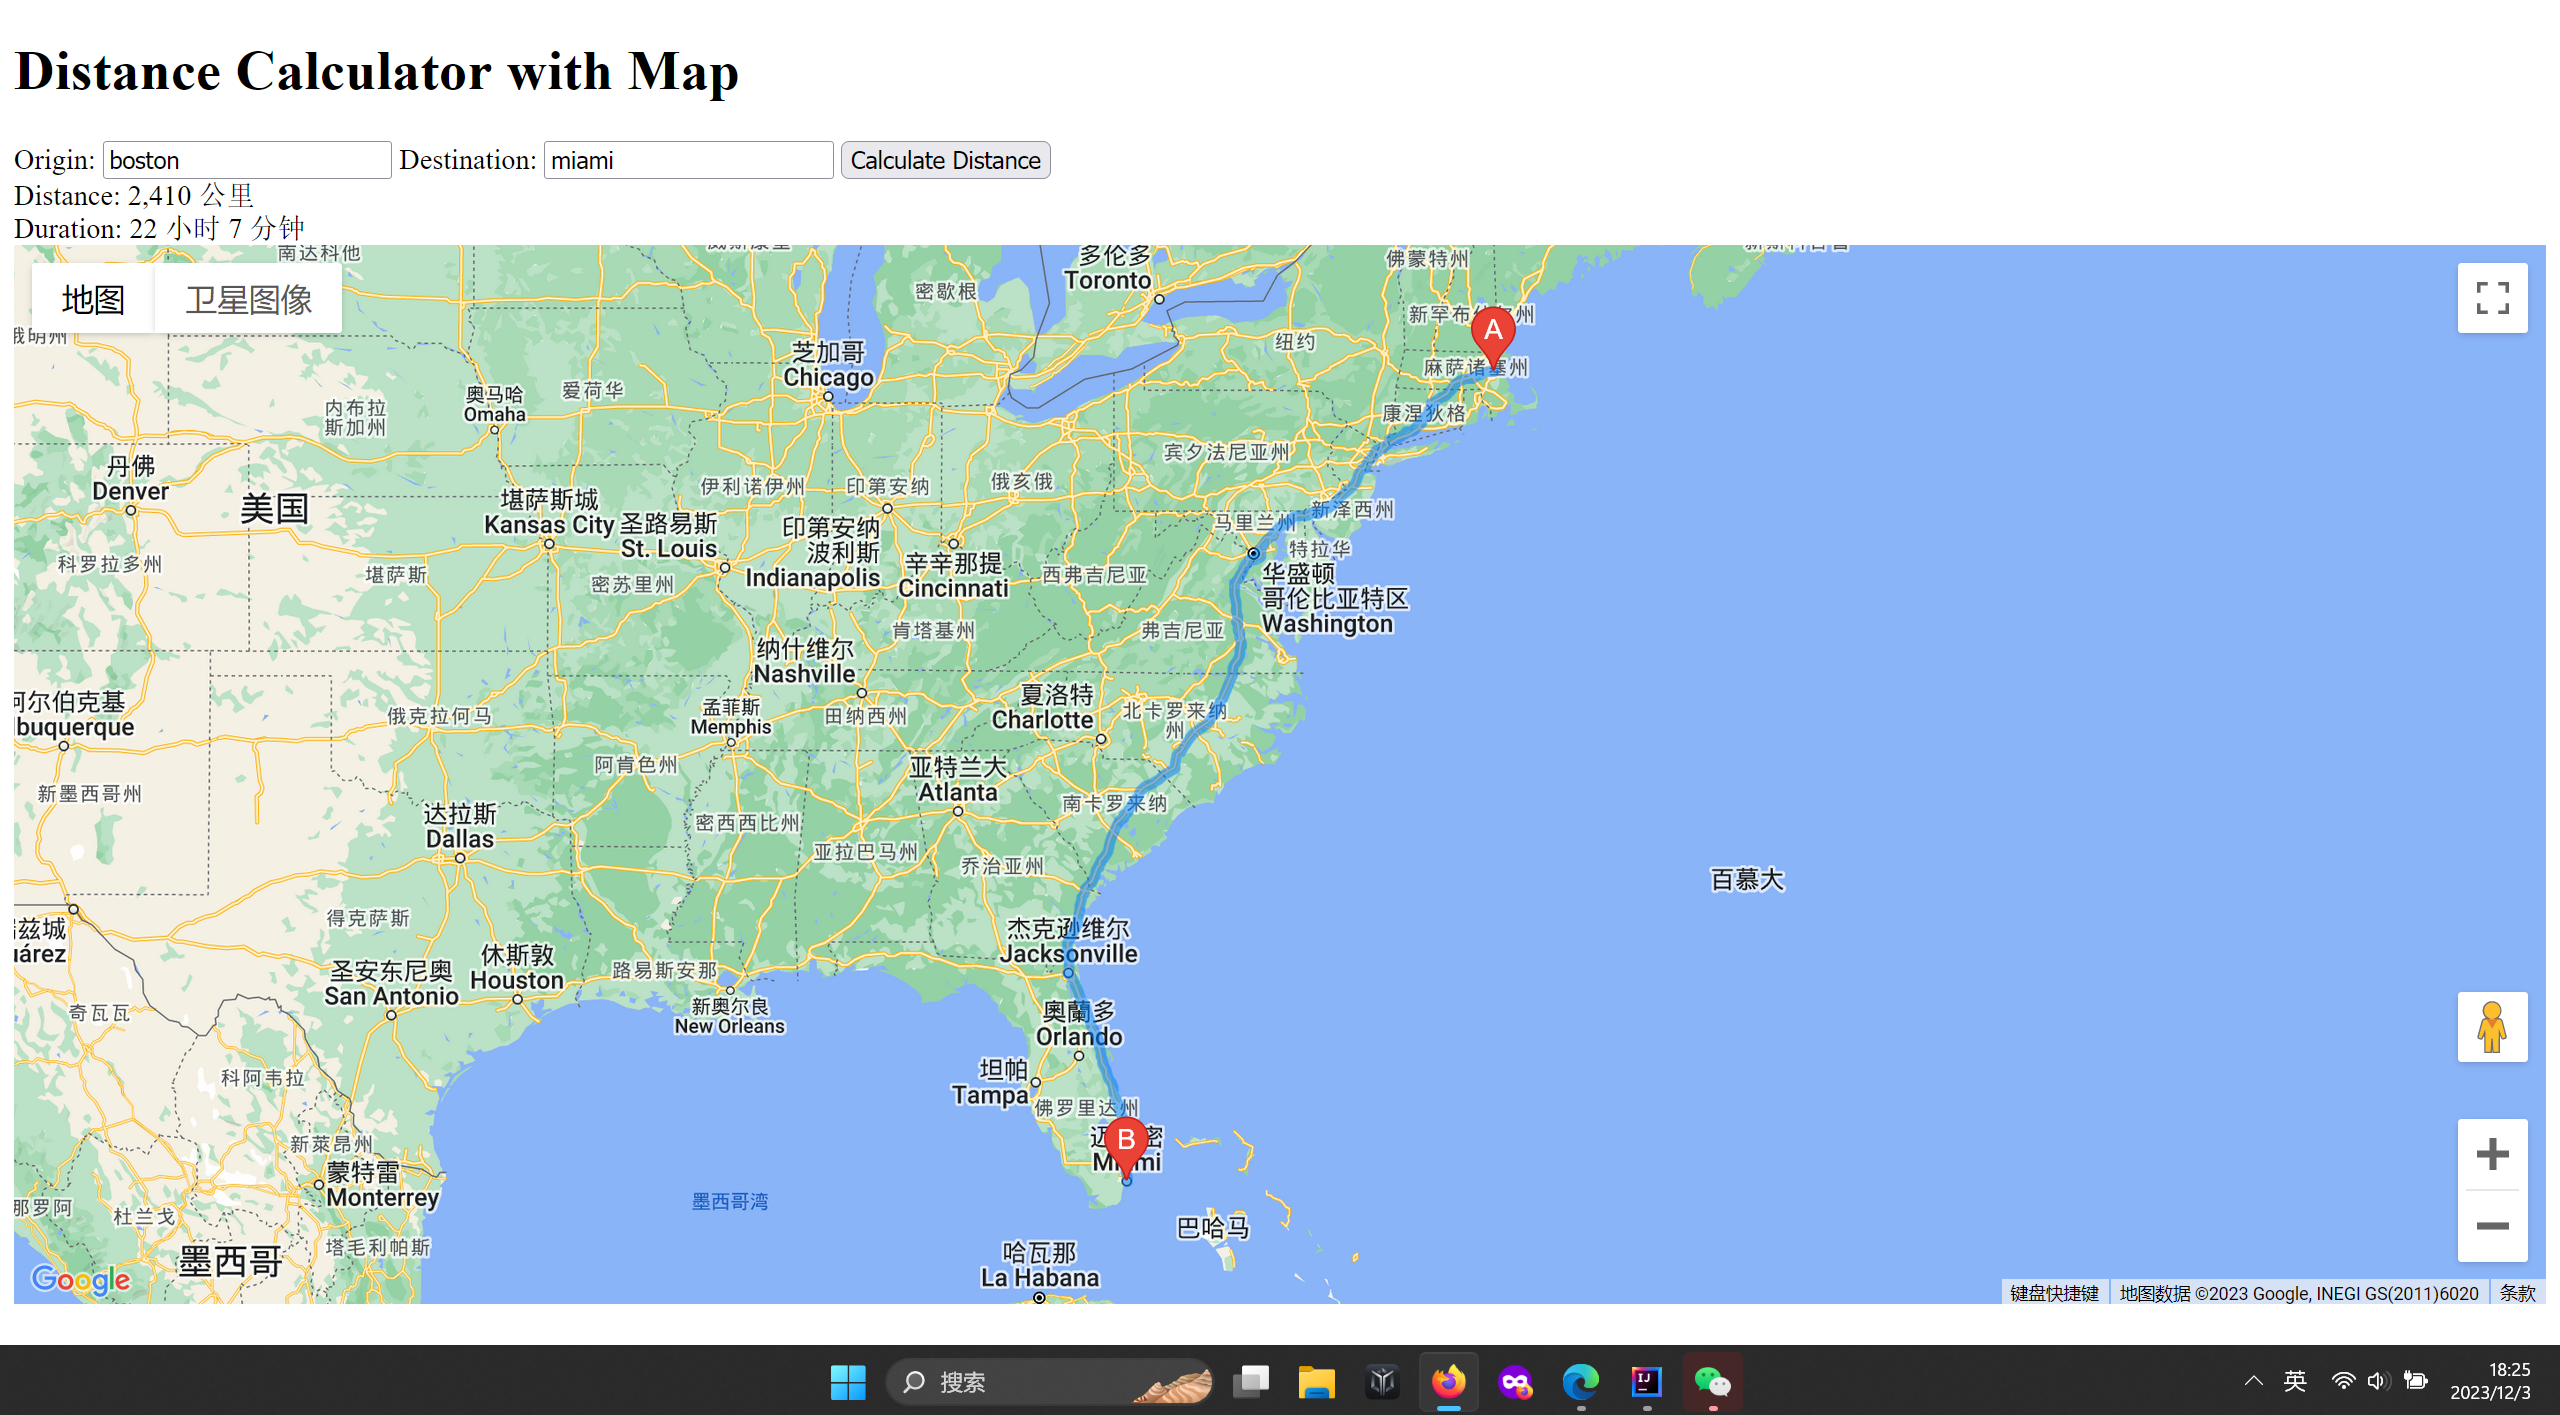 Distance Calculator with Map
Origin: boston Destination: miami Calculate Distance
Distance: 2,410 公里
Duration: 22 小时 7 分钟
地图 卫星图像
南达科他
多伦多
Toronto
密歇根
佛蒙特州
纽约
麻萨诸塞州
A
康涅狄格
芝加哥
Chicago
奥马哈
Omaha
爱荷华
内布拉
斯加州
宾夕法尼亚州
丹佛
Denver
美国
堪萨斯城
Kansas City
圣路易斯
St. Louis
伊利诺伊州
印第安纳
俄亥俄
印第安纳
波利斯
Indianapolis
辛辛那提
Cincinnati
马里兰州
新泽西州
特拉华
华盛顿
哥伦比亚特区
Washington
科罗拉多州
堪萨斯
密苏里州
西弗吉尼亚
肯塔基州
弗吉尼亚
纳什维尔
Nashville
阿尔伯克基
lbuquerque
俄克拉何马
孟菲斯
Memphis
田纳西州
夏洛特
Charlotte
北卡罗来纳
州
新墨西哥州
阿肯色州
亚特兰大
Atlanta
南卡罗来纳
达拉斯
Dallas
密西西比州
亚拉巴马州
乔治亚州
百慕大
兹城
uárez
得克萨斯
杰克逊维尔
Jacksonville
圣安东尼奥
San Antonio
休斯敦
Houston
路易斯安那
新奥尔良
New Orleans
奇瓦瓦
奧蘭多
Orlando
坦帕
Tampa
科阿韦拉
佛罗里达州
B
新萊昂州
蒙特雷
Monterrey
墨西哥湾
那罗阿
杜兰戈
塔毛利帕斯
墨西哥
巴哈马
哈瓦那
La Habana
Google
键盘快捷键 地图数据 ©2023 Google, INEGI GS(2011)6020 条款
搜索
英
18:25
2023/12/3